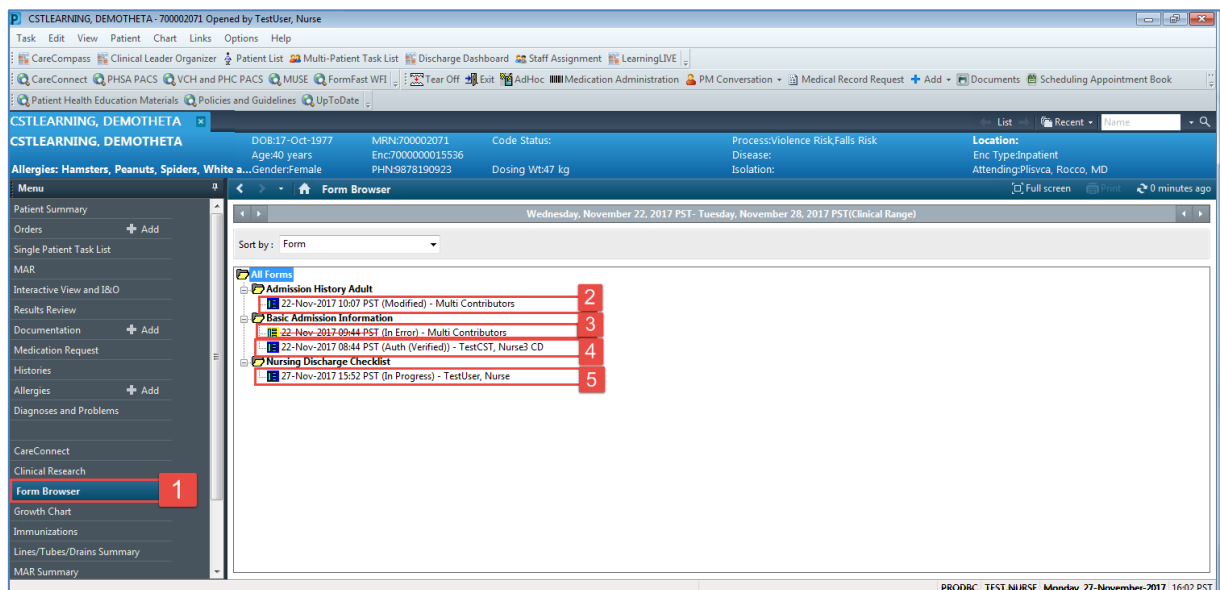 P CSTLEARNING, DEMOTHETA - 700002071 Opened by TestUser, Nurse
Task Edit View Patient Chart Links Options Help
CareCompass Clinical Leader Organizer Patient List Multi-Patient Task List Discharge Dashboard Staff Assignment LearningLIVE
CareConnect PHSA PACS VCH and PHC PACS MUSE FormFast WFI Tear Off Exit AdHoc Medication Administration PM Conversation Medical Record Request Add Documents Scheduling Appointment Book
Patient Health Education Materials Policies and Guidelines UpToDate
CSTLEARNING, DEMOTHETA List Recent Name
CSTLEARNING, DEMOTHETA DOB:17-Oct-1977 MRN:700002071 Code Status: Process:Violence Risk,Falls Risk Location:
Age:40 years Enc:7000000015536 Disease: Enc Type:Inpatient
Allergies: Hamsters, Peanuts, Spiders, White a...Gender:Female PHN:9878190923 Dosing Wt:47 kg Isolation: Attending:Plisvca, Rocco, MD
Menu Form Browser Full screen Print 0 minutes ago
Patient Summary
Orders Add
Single Patient Task List
MAR
Interactive View and I&O
Results Review
Documentation Add
Medication Request
Histories
Allergies Add
Diagnoses and Problems
CareConnect
Clinical Research
Form Browser 1
Growth Chart
Immunizations
Lines/Tubes/Drains Summary
MAR Summary
Wednesday, November 22, 2017 PST- Tuesday, November 28, 2017 PST(Clinical Range)
Sort by: Form
All Forms
Admission History Adult
22-Nov-2017 10:07 PST (Modified) - Multi Contributors 2
Basic Admission Information
22-Nov-2017 09:44 PST (In Error) - Multi Contributors 3
22-Nov-2017 08:44 PST (Auth (Verified)) - TestCST, Nurse3 CD 4
Nursing Discharge Checklist
27-Nov-2017 15:52 PST (In Progress) - TestUser, Nurse 5
PRODBC TEST.NURSE Monday, 27-November-2017 16:02 PST